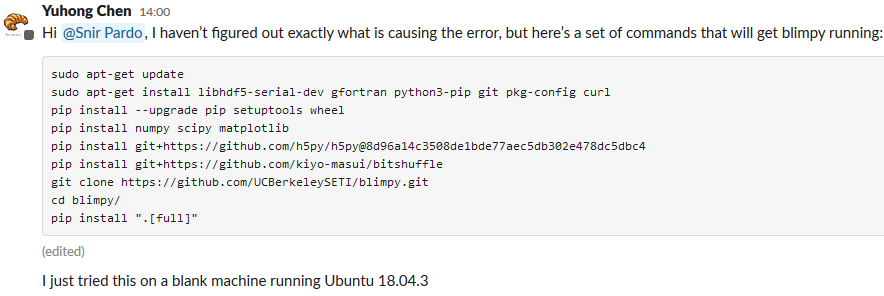 Yuhong Chen 14:00
Hi @Snir Pardo, I haven’t figured out exactly what is causing the error, but here’s a set of commands that will get blimpy running:
sudo apt-get update
sudo apt-get install libhdf5-serial-dev gfortran python3-pip git pkg-config curl
pip install --upgrade pip setuptools wheel
pip install numpy scipy matplotlib
pip install git+https://github.com/h5py/h5py@8d96a14c3508de1bde77aec5db302e478dc5dbc4
pip install git+https://github.com/kiyo-masui/bitshuffle
git clone https://github.com/UCBerkeleySETI/blimpy.git
cd blimpy/
pip install ".[full]"
(edited)
I just tried this on a blank machine running Ubuntu 18.04.3